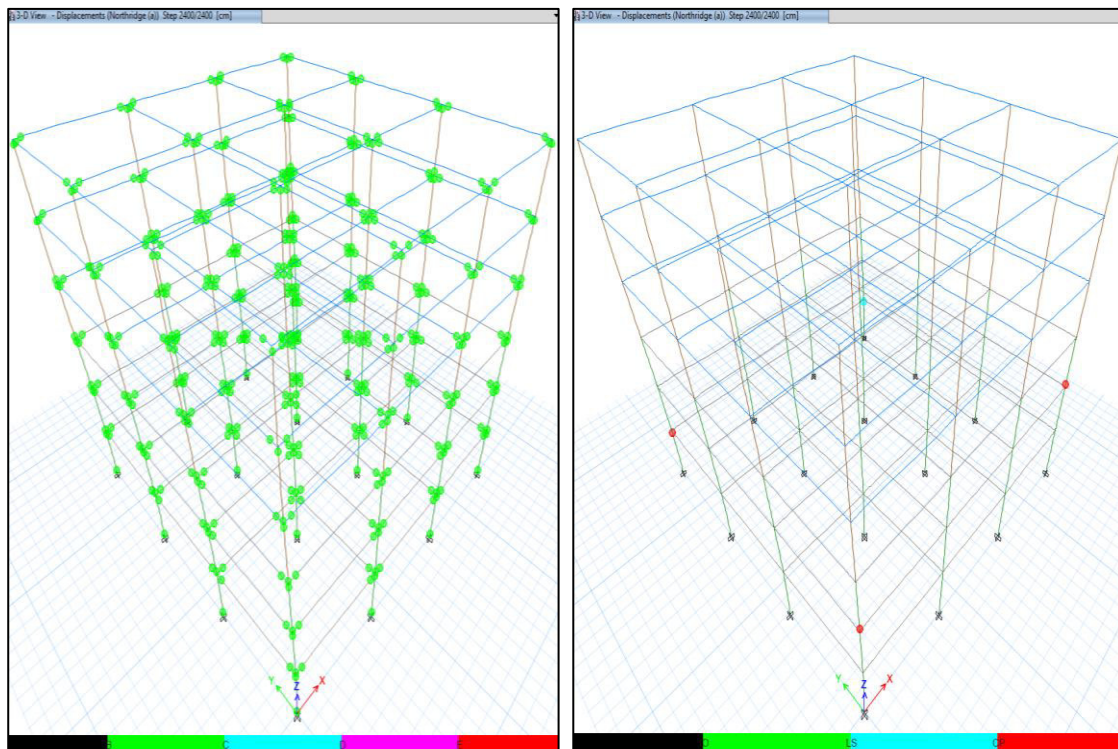 3-D View - Displacements (Northridge (a)) Step 2400/2400 [cm]
3-D View - Displacements (Northridge (a)) Step 2400/2400 [cm]
Y Z X
Y Z X
B C D E
IO LS CP